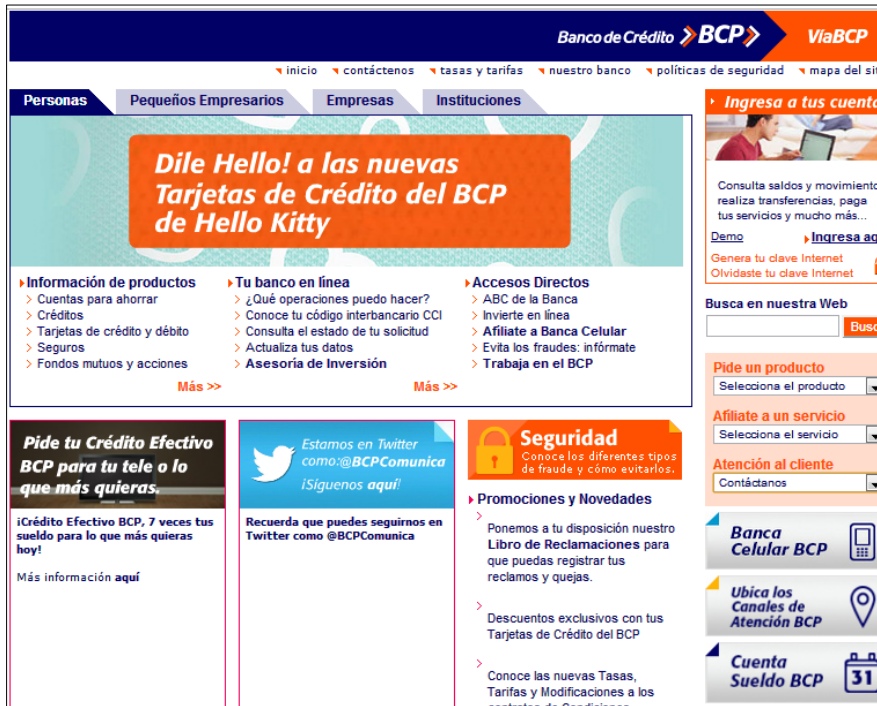 Banco de Crédito BCP
VíaBCP
inicio contáctenos tasas y tarifas nuestro banco políticas de seguridad mapa del sit
Personas Pequeños Empresarios Empresas Instituciones
Dile Hello! a las nuevas
Tarjetas de Crédito del BCP
de Hello Kitty
Información de productos
> Cuentas para ahorrar
> Créditos
> Tarjetas de crédito y débito
> Seguros
> Fondos mutuos y acciones
Más >>
Tu banco en línea
> ¿Qué operaciones puedo hacer?
> Conoce tu código interbancario CCI
> Consulta el estado de tu solicitud
> Actualiza tus datos
> Asesoría de Inversión
Más >>
Accesos Directos
> ABC de la Banca
> Invierte en línea
> Afíliate a Banca Celular
> Evita los fraudes: infórmate
> Trabaja en el BCP
Ingresa a tus cuento
Consulta saldos y movimiento
realiza transferencias, paga
tus servicios y mucho más...
Demo Ingresa aq
Genera tu clave Internet
Olvidaste tu clave Internet
Busca en nuestra Web
Busc
Pide un producto
Selecciona el producto
Afíliate a un servicio
Selecciona el servicio
Atención al cliente
Contáctanos
Banca
Celular BCP
Ubica los
Canales de
Atención BCP
Cuenta
Sueldo BCP
31
Pide tu Crédito Efectivo
BCP para tu tele o lo
que más quieras.
¡Crédito Efectivo BCP, 7 veces tus
sueldo para lo que más quieras
hoy!
Más información aquí
Estamos en Twitter
como:@BCPComunica
¡Síguenos aquí!
Recuerda que puedes seguirnos en
Twitter como @BCPComunica
Seguridad
Conoce los diferentes tipos
de fraude y cómo evitarlos.
Promociones y Novedades
>
Ponemos a tu disposición nuestro
Libro de Reclamaciones para
que puedas registrar tus
reclamos y quejas.
>
Descuentos exclusivos con tus
Tarjetas de Crédito del BCP
>
Conoce las nuevas Tasas,
Tarifas y Modificaciones a los
contratos de Condiciones